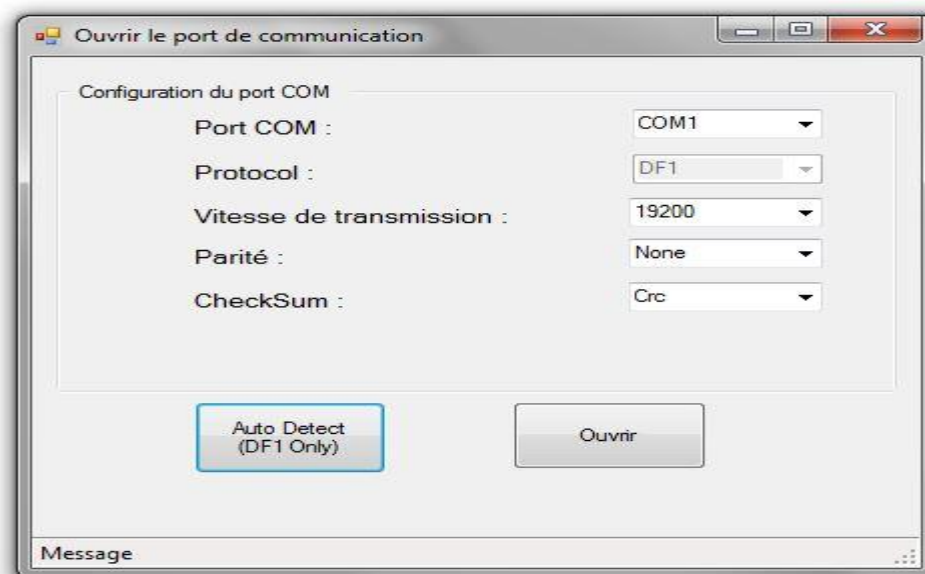 Ouvrir le port de communication
Configuration du port COM
Port COM : COM1
Protocol : DF1
Vitesse de transmission : 19200
Parité : None
CheckSum : Crc
Auto Detect
(DF1 Only)
Ouvrir
Message